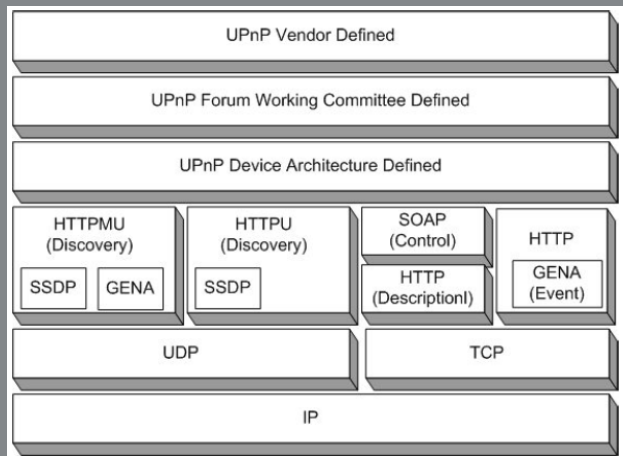 UPnP Vendor Defined
UPnP Forum Working Committee Defined
UPnP Device Architecture Defined
HTTPMU
(Discovery)
SSDP
GENA
HTTPU
(Discovery)
SSDP
SOAP
(Control)
HTTP
(Descriptionl)
HTTP
GENA
(Event)
UDP
TCP
IP